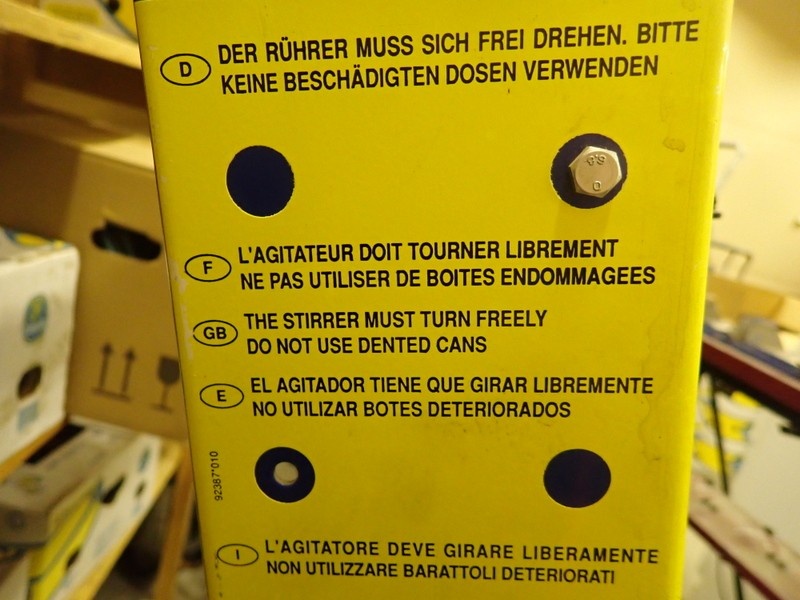 D DER RÜHRER MUSS SICH FREI DREHEN. BITTE
KEINE BESCHÄDIGTEN DOSEN VERWENDEN
8.8
F L'AGITATEUR DOIT TOURNER LIBREMENT
NE PAS UTILISER DE BOITES ENDOMMAGEES
GB THE STIRRER MUST TURN FREELY
DO NOT USE DENTED CANS
E EL AGITADOR TIENE QUE GIRAR LIBREMENTE
NO UTILIZAR BOTES DETERIORADOS
92387*010
I L'AGITATORE DEVE GIRARE LIBERAMENTE
NON UTILIZZARE BARATTOLI DETERIORATI